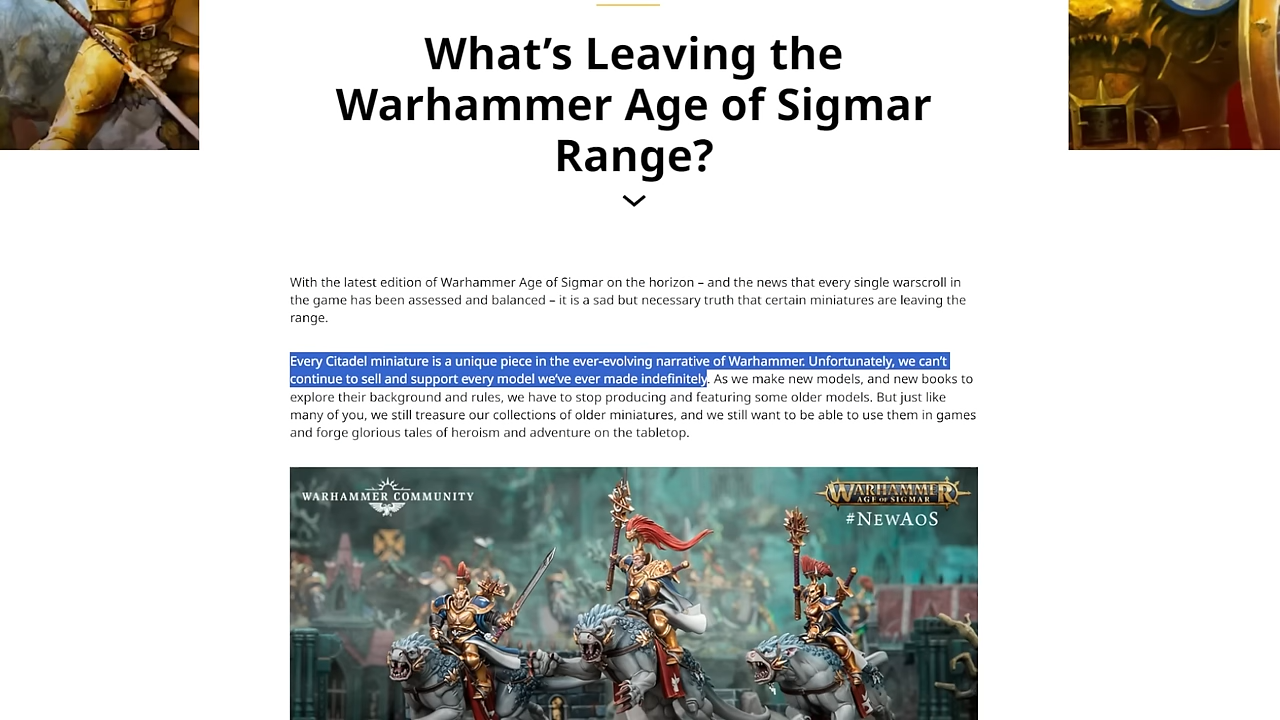 What’s Leaving the
Warhammer Age of Sigmar
Range?
With the latest edition of Warhammer Age of Sigmar on the horizon – and the news that every single warscroll in
the game has been assessed and balanced – it is a sad but necessary truth that certain miniatures are leaving the
range.
Every Citadel miniature is a unique piece in the ever-evolving narrative of Warhammer. Unfortunately, we can’t
continue to sell and support every model we’ve ever made indefinitely. As we make new models, and new books to
explore their background and rules, we have to stop producing and featuring some older models. But just like
many of you, we still treasure our collections of older miniatures, and we still want to be able to use them in games
and forge glorious tales of heroism and adventure on the tabletop.
WARHAMMER COMMUNITY
WARHAMMER
AGE OF SIGMAR
#NEWAOS